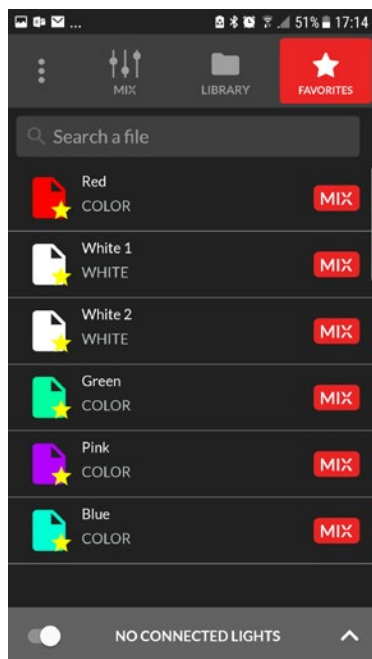 ... 51% 17:14
MIX
LIBRARY
FAVORITES
Search a file
Red
COLOR
MIX
White 1
WHITE
MIX
White 2
WHITE
MIX
Green
COLOR
MIX
Pink
COLOR
MIX
Blue
COLOR
MIX
NO CONNECTED LIGHTS